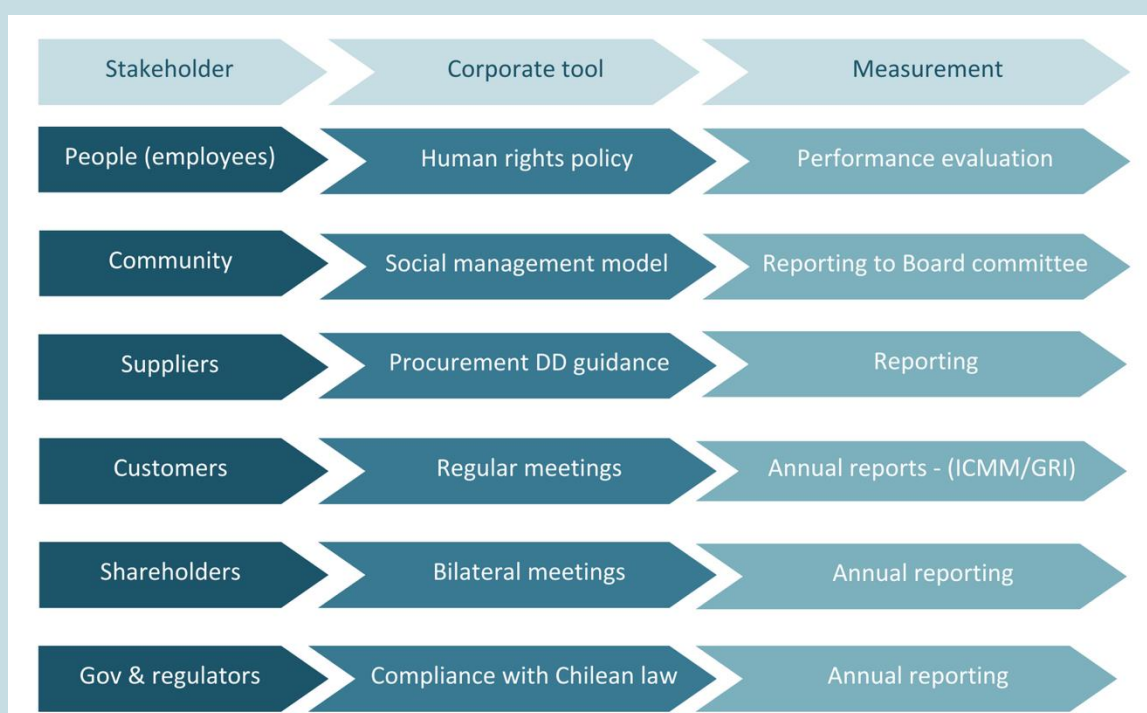 Stakeholder Corporate tool Measurement
People (employees) Human rights policy Performance evaluation
Community Social management model Reporting to Board committee
Suppliers Procurement DD guidance Reporting
Customers Regular meetings Annual reports - (ICMM/GRI)
Shareholders Bilateral meetings Annual reporting
Gov & regulators Compliance with Chilean law Annual reporting